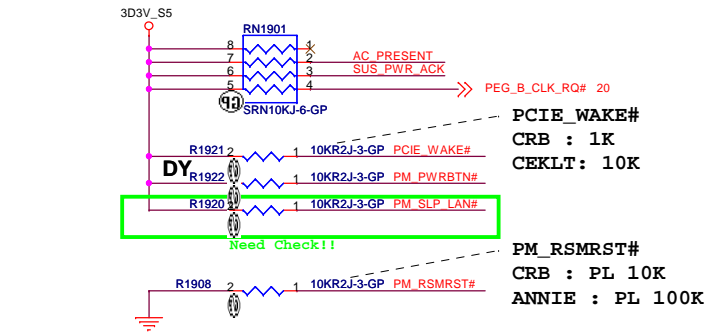 3D3V_S5
RN1901
8 1
7 2 AC_PRESENT
6 3 SUS_PWR_ACK
5 4 PEG_B_CLK_RQ# 20
SRN10KJ-6-GP
PCIE_WAKE#
CRB : 1K
CEKLT: 10K
R1921 2 1 10KR2J-3-GP PCIE_WAKE#
DY
R1922 2 1 10KR2J-3-GP PM_PWRBTN#
R1920 2 1 10KR2J-3-GP PM_SLP_LAN#
Need Check!!
PM_RSMRST#
CRB : PL 10K
ANNIE : PL 100K
R1908 2 1 10KR2J-3-GP PM_RSMRST#